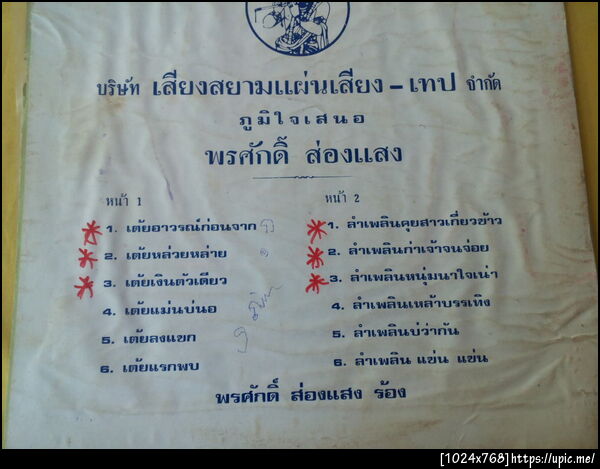 บริษัท เสียงสยามแผ่นเสียง – เทป จำกัด
ภูมิใจเสนอ
พรศักดิ์ ส่องแสง
หน้า 1
1. เต้ยอาวรณ์ก่อนจาก
2. เต้ยหล่วยหล่าย
3. เต้ยเงินตัวเดียว
4. เต้ยแม่นบ่นอ
5. เต้ยลงแขก
6. เต้ยแรกพบ
หน้า 2
1. ลำเพลินคุยสาวเกี่ยวข้าว
2. ลำเพลินก่าเจ้าจนจ่อย
3. ลำเพลินหนุ่มนาใจเน่า
4. ลำเพลินเหล้าบรรเทิง
5. ลำเพลินบ่ว่ากัน
6. ลำเพลิน แข่น แข่น
พรศักดิ์ ส่องแสง ร้อง
[1024x768]https://upic.me/